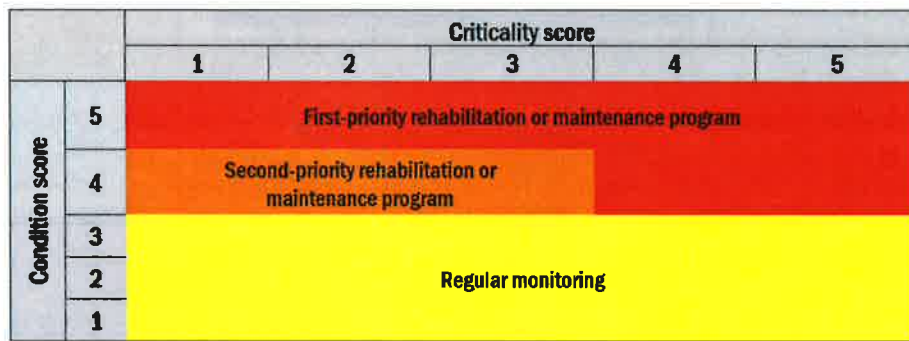 Criticality score
1 2 3 4 5
Condition score
5 First-priority rehabilitation or maintenance program
4 Second-priority rehabilitation or
maintenance program
3
2 Regular monitoring
1